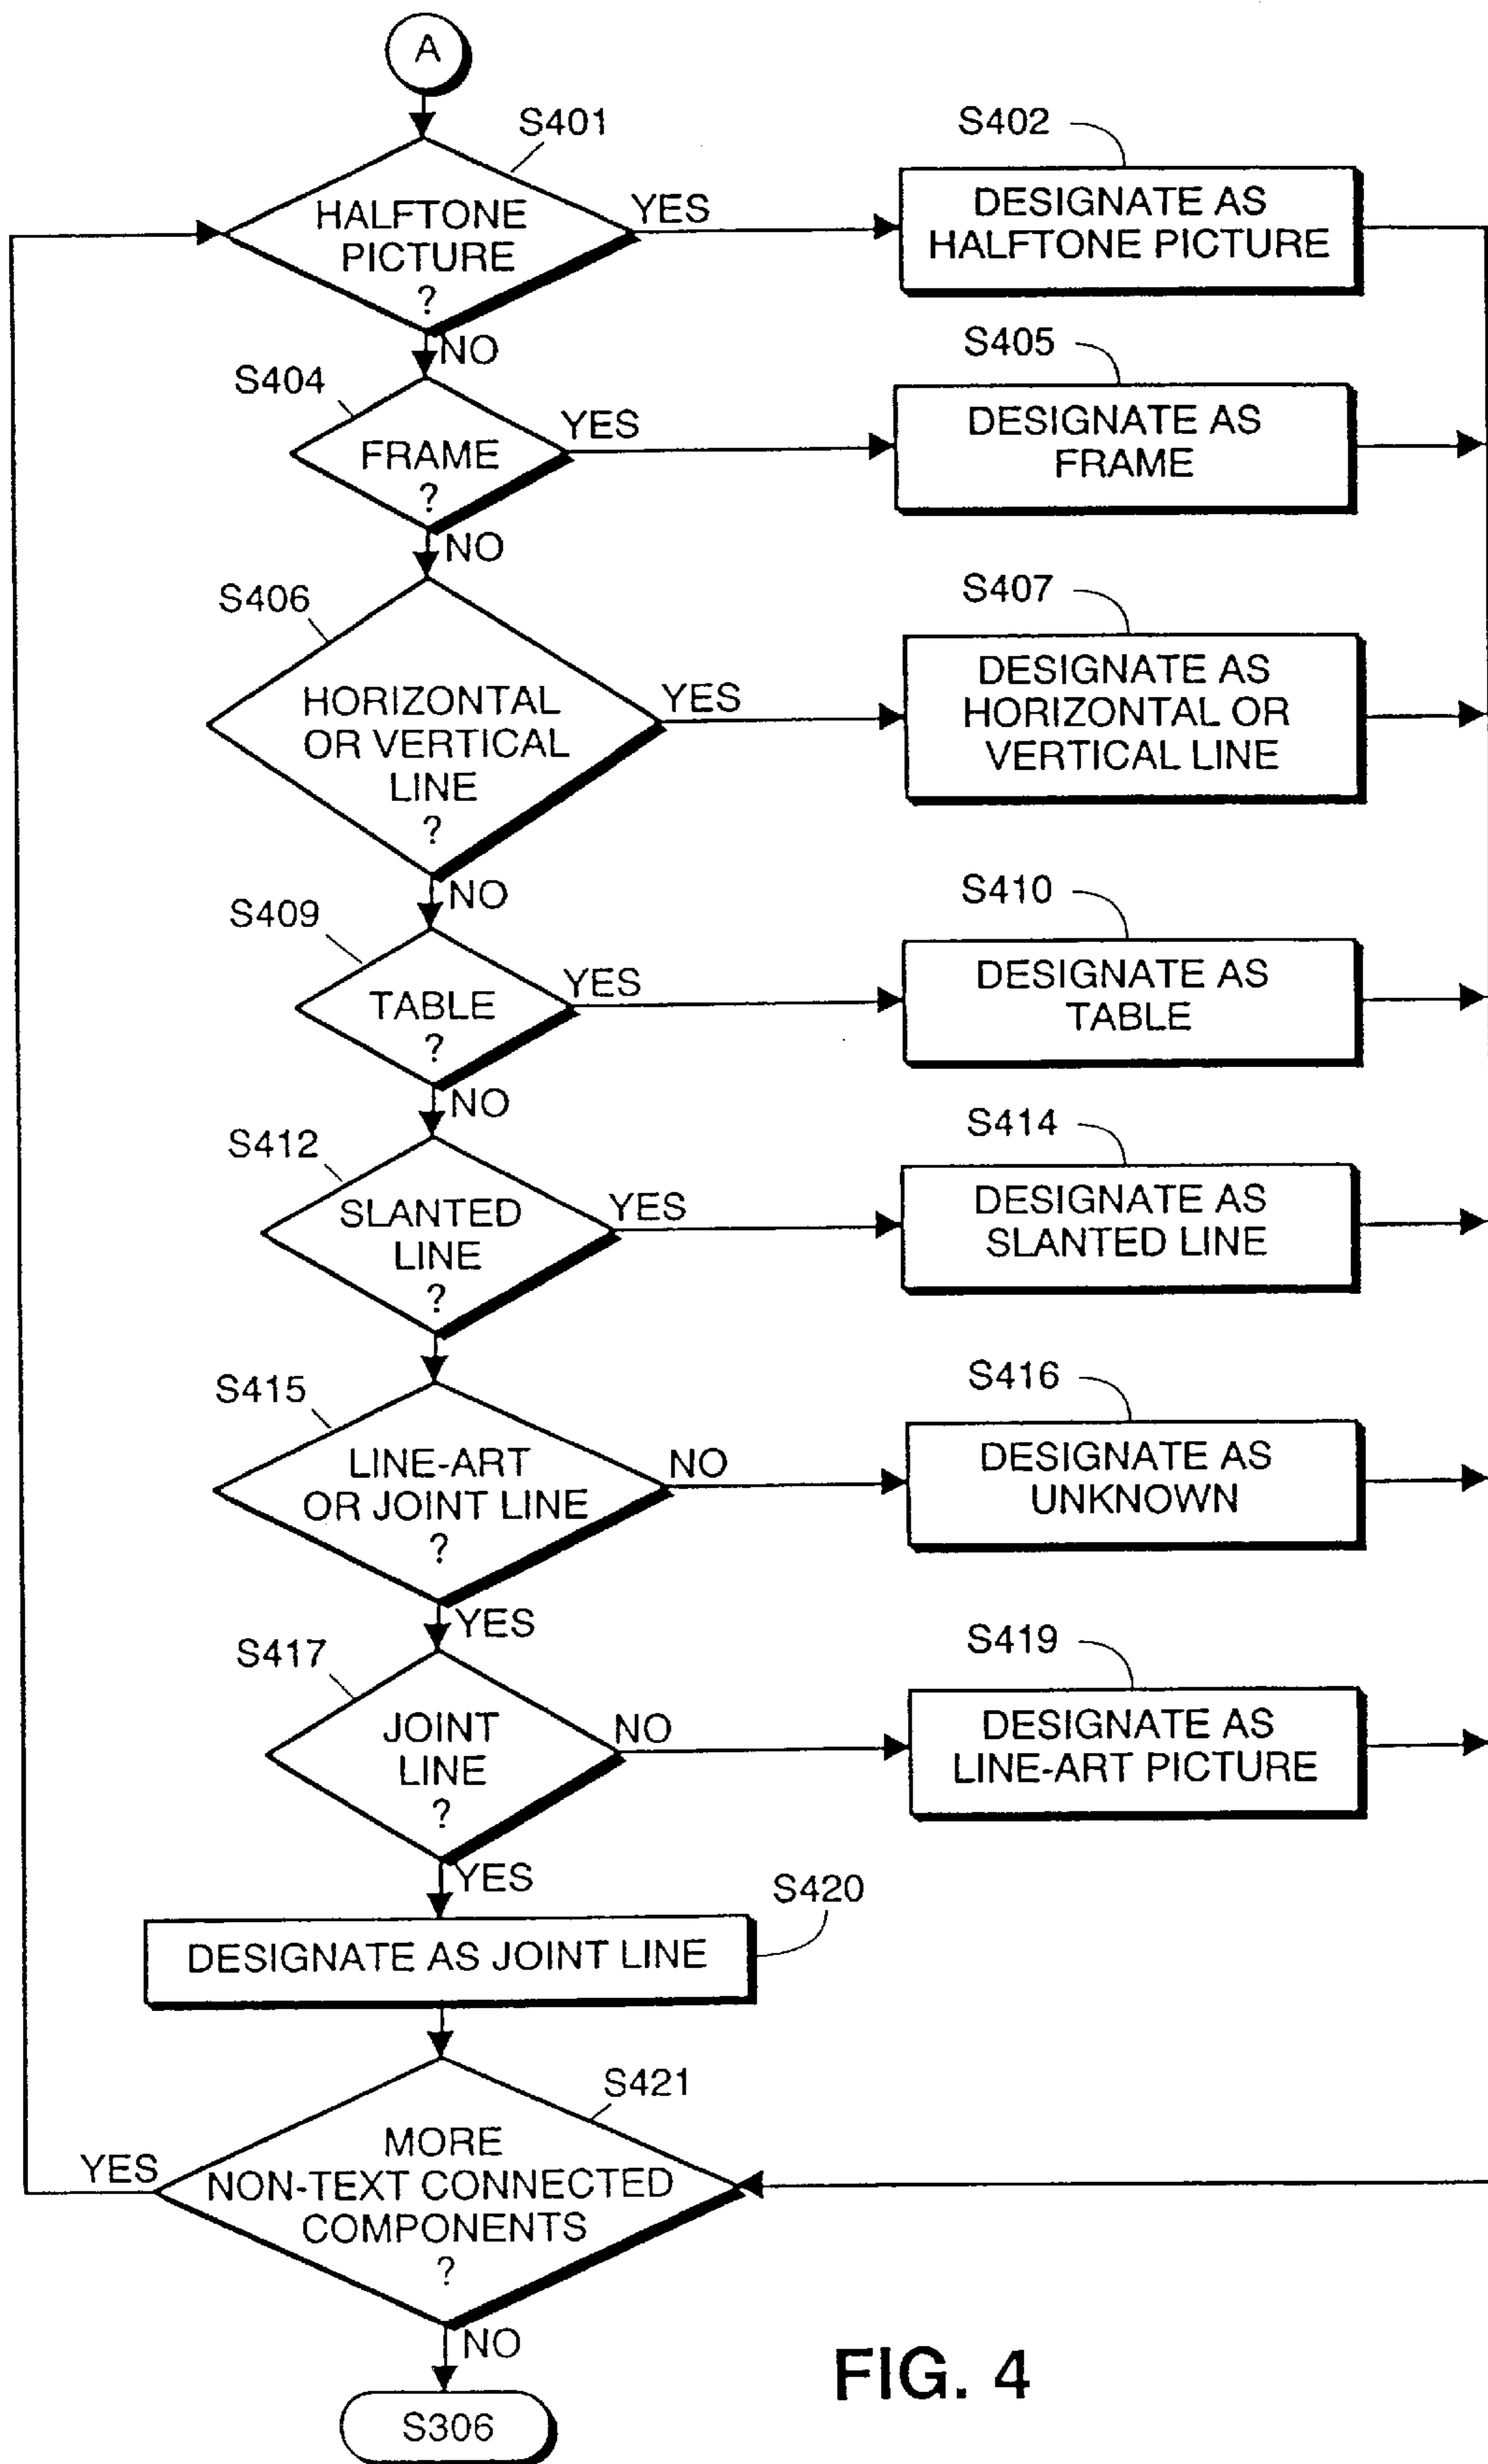 A
S401
HALFTONE
PICTURE
?
YES
S402
DESIGNATE AS
HALFTONE PICTURE
NO
S404
FRAME
?
YES
S405
DESIGNATE AS
FRAME
NO
S406
HORIZONTAL
OR VERTICAL
LINE
?
YES
S407
DESIGNATE AS
HORIZONTAL OR
VERTICAL LINE
NO
S409
TABLE
?
YES
S410
DESIGNATE AS
TABLE
NO
S412
SLANTED
LINE
?
YES
S414
DESIGNATE AS
SLANTED LINE
S415
LINE-ART
OR JOINT LINE
?
NO
S416
DESIGNATE AS
UNKNOWN
YES
S417
JOINT
LINE
?
NO
S419
DESIGNATE AS
LINE-ART PICTURE
YES
S420
DESIGNATE AS JOINT LINE
S421
MORE
NON-TEXT CONNECTED
COMPONENTS
?
YES
NO
S306
FIG. 4